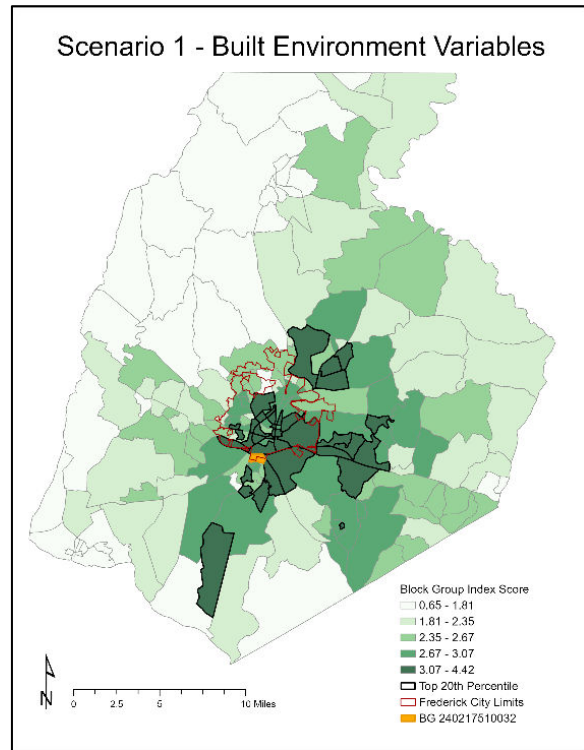 Scenario 1 - Built Environment Variables
Block Group Index Score
0.65 - 1.81
1.81 - 2.35
2.35 - 2.67
2.67 - 3.07
3.07 - 4.42
Top 20th Percentile
Frederick City Limits
BG 240217510032
N
0 2.5 5 10 Miles